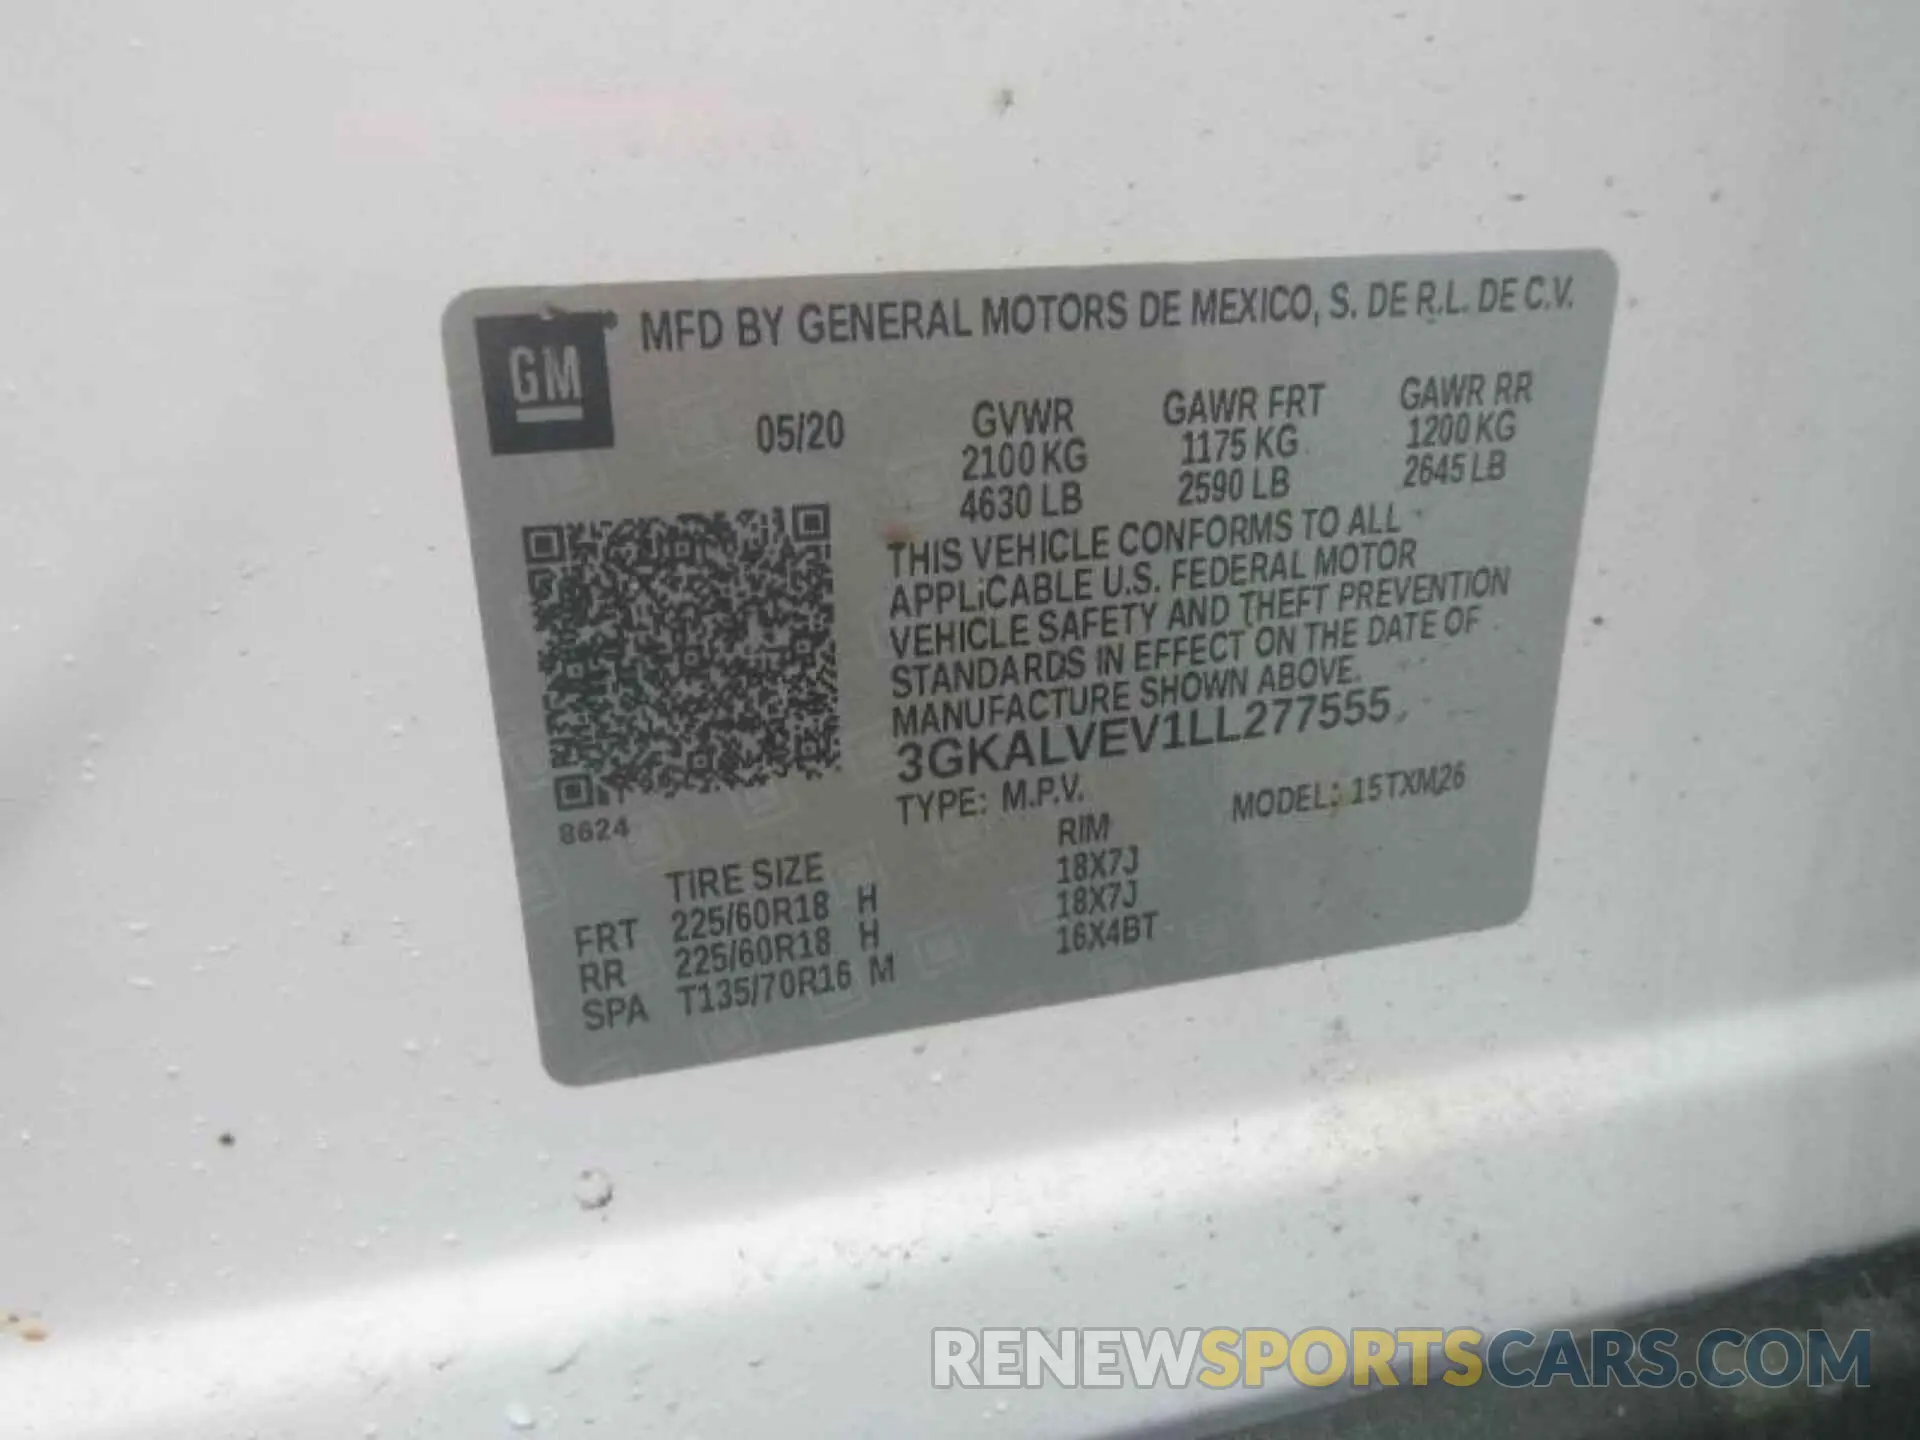 GM
MFD BY GENERAL MOTORS DE MEXICO, S. DE R.L. DE C.V.
05/20
GVWR
2100 KG
4630 LB
GAWR FRT
1175 KG
2590 LB
GAWR RR
1200 KG
2645 LB
THIS VEHICLE CONFORMS TO ALL
APPLiCABLE U.S. FEDERAL MOTOR
VEHICLE SAFETY AND THEFT PREVENTION
STANDARDS IN EFFECT ON THE DATE OF
MANUFACTURE SHOWN ABOVE.
3GKALVEV1LL277555
TYPE: M.P.V. MODEL: 15TXM26
8624
TIRE SIZE RIM
FRT 225/60R18 H 18X7J
RR 225/60R18 H 18X7J
SPA T135/70R16 M 16X4BT
RENEWSPORTSCARS.COM